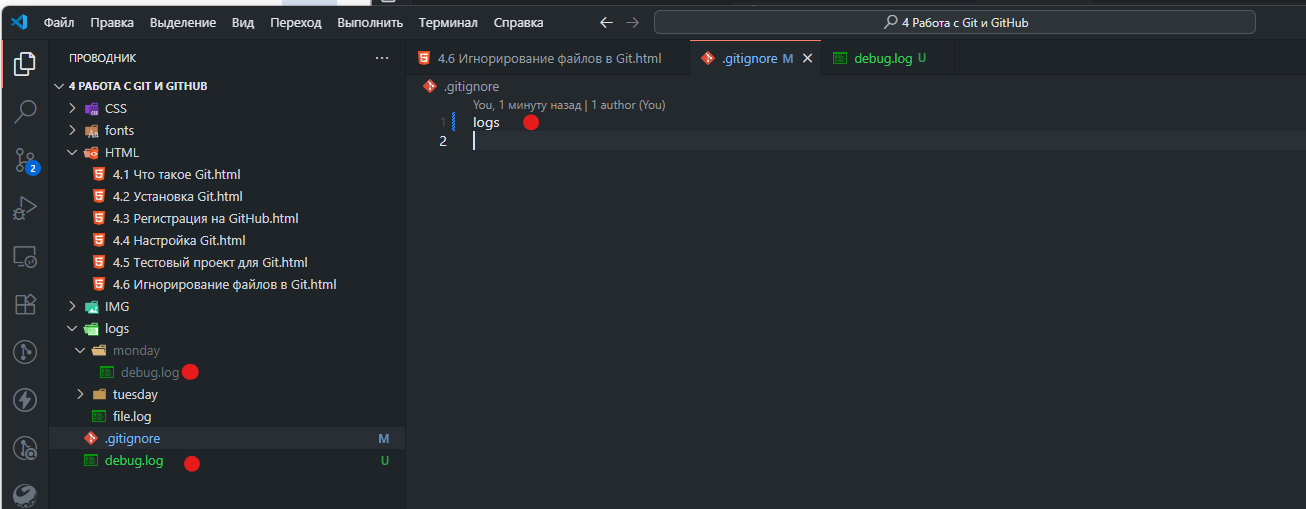 Файл Правка Выделение Вид Переход Выполнить Терминал Справка 4 Работа с Git и GitHub
ПРОВОДНИК
4 РАБОТА С GIT И GITHUB
CSS
fonts
HTML
4.1 Что такое Git.html
4.2 Установка Git.html
4.3 Регистрация на GitHub.html
4.4 Настройка Git.html
4.5 Тестовый проект для Git.html
4.6 Игнорирование файлов в Git.html
IMG
logs
monday
debug.log
tuesday
file.log
.gitignore M
debug.log U
2
4.6 Игнорирование файлов в Git.html .gitignore M debug.log U
.gitignore
You, 1 минуту назад | 1 author (You)
1 logs
2